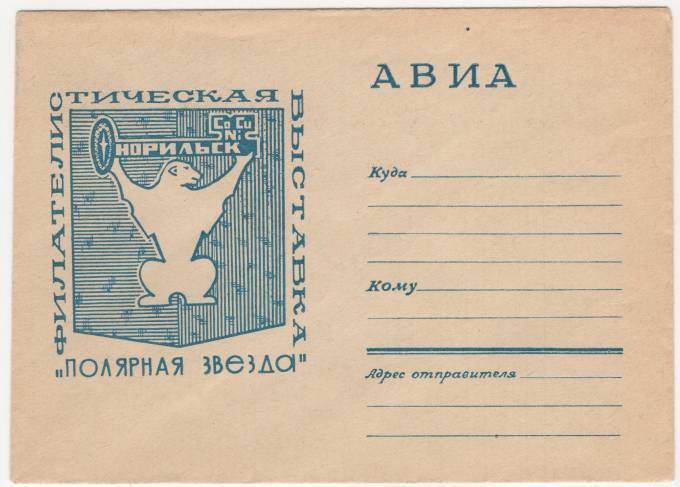 ФИЛАТЕЛИСТИЧЕСКАЯ ВЫСТАВКА
Co Cu
Ni
НОРИЛЬСК
"ПОЛЯРНАЯ ЗВЕЗДА"
АВИА
Куда
Кому
Адрес отправителя